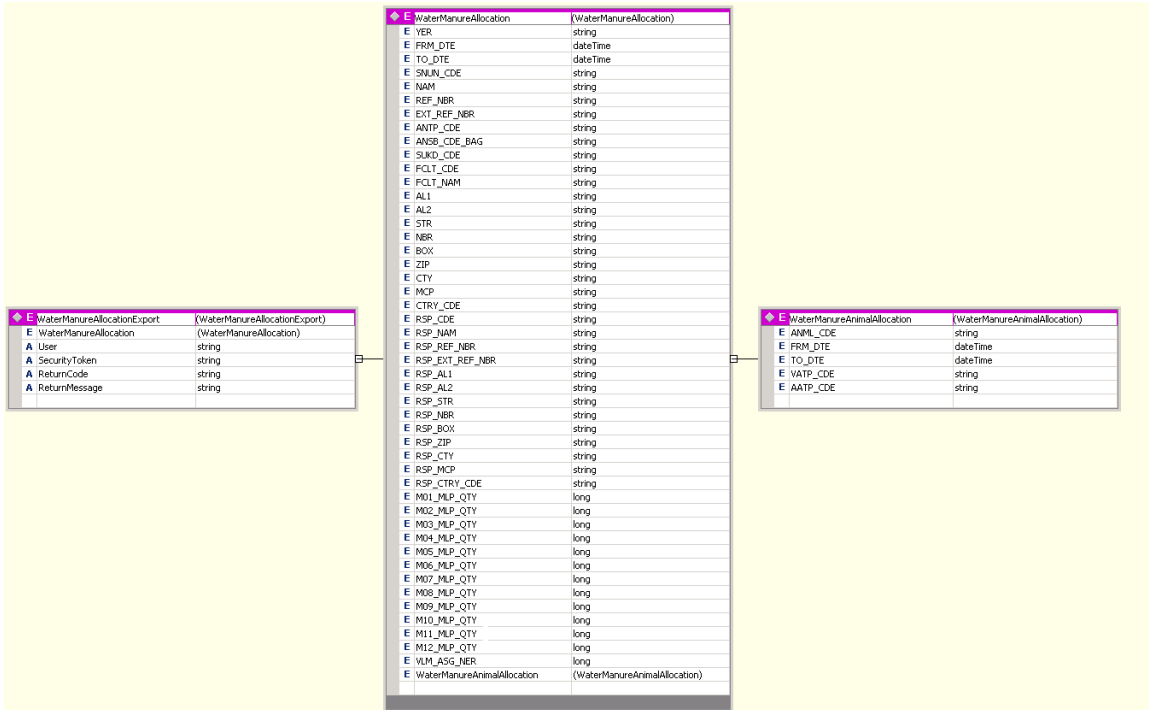 WaterManureAllocationExport (WaterManureAllocationExport)
E WaterManureAllocation (WaterManureAllocation)
A User string
A SecurityToken string
A ReturnCode string
A ReturnMessage string
E WaterManureAllocation (WaterManureAllocation)
E YER string
E FRM_DTE dateTime
E TO_DTE dateTime
E SNUN_CDE string
E NAM string
E REF_NBR string
E EXT_REF_NBR string
E ANTP_CDE string
E ANSB_CDE_BAG string
E SUKD_CDE string
E FCLT_CDE string
E FCLT_NAM string
E AL1 string
E AL2 string
E STR string
E NBR string
E BOX string
E ZIP string
E CTY string
E MCP string
E CTRY_CDE string
E RSP_CDE string
E RSP_NAM string
E RSP_REF_NBR string
E RSP_EXT_REF_NBR string
E RSP_AL1 string
E RSP_AL2 string
E RSP_STR string
E RSP_NBR string
E RSP_BOX string
E RSP_ZIP string
E RSP_CTY string
E RSP_MCP string
E RSP_CTRY_CDE string
E M01_MLP_QTY long
E M02_MLP_QTY long
E M03_MLP_QTY long
E M04_MLP_QTY long
E M05_MLP_QTY long
E M06_MLP_QTY long
E M07_MLP_QTY long
E M08_MLP_QTY long
E M09_MLP_QTY long
E M10_MLP_QTY long
E M11_MLP_QTY long
E M12_MLP_QTY long
E VLM_ASG_NER long
E WaterManureAnimalAllocation (WaterManureAnimalAllocation)
E WaterManureAnimalAllocation (WaterManureAnimalAllocation)
E ANML_CDE string
E FRM_DTE dateTime
E TO_DTE dateTime
E VATP_CDE string
E AATP_CDE string